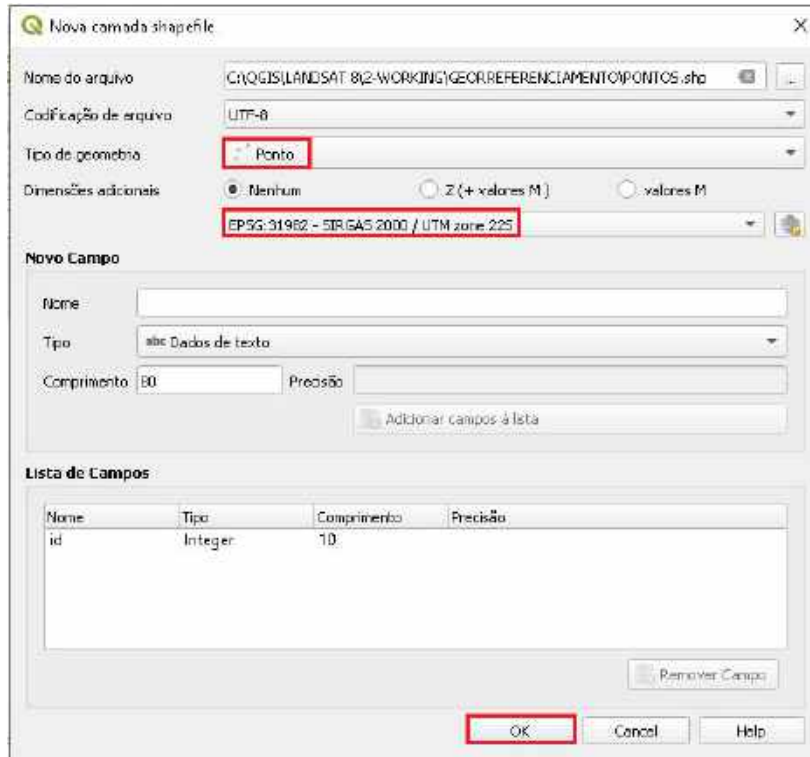 Nova camada shapefile
Nome do arquivo C:\QGIS\LANDSAT 8\2-WORKING\GEORREFERENCIAMENTO\PONTOS.shp ...
Codificação de arquivo UTF-8
Tipo de geometria Ponto
Dimensões adicionais Nenhum Z (+ valores M) valores M
EPSG:31982 - SIRGAS 2000 / UTM zone 22S
Novo Campo
Nome
Tipo abc Dados de texto
Comprimento 80 Precisão
Adicionar campos à lista
Lista de Campos
Nome Tipo Comprimento Precisão
id Integer 10
Remover Campo
OK Cancel Help